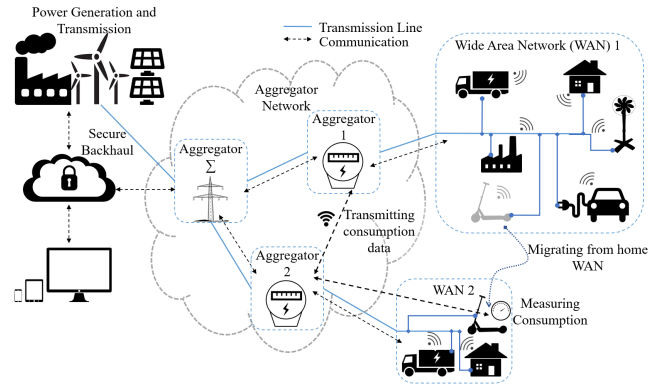 Power Generation and
Transmission
Transmission Line
Communication
Wide Area Network (WAN) 1
Aggregator
Network
Aggregator
1
Secure
Backhaul
Aggregator
Σ
Transmitting
consumption
data
Migrating from home
WAN
Aggregator
2
WAN 2
Measuring
Consumption